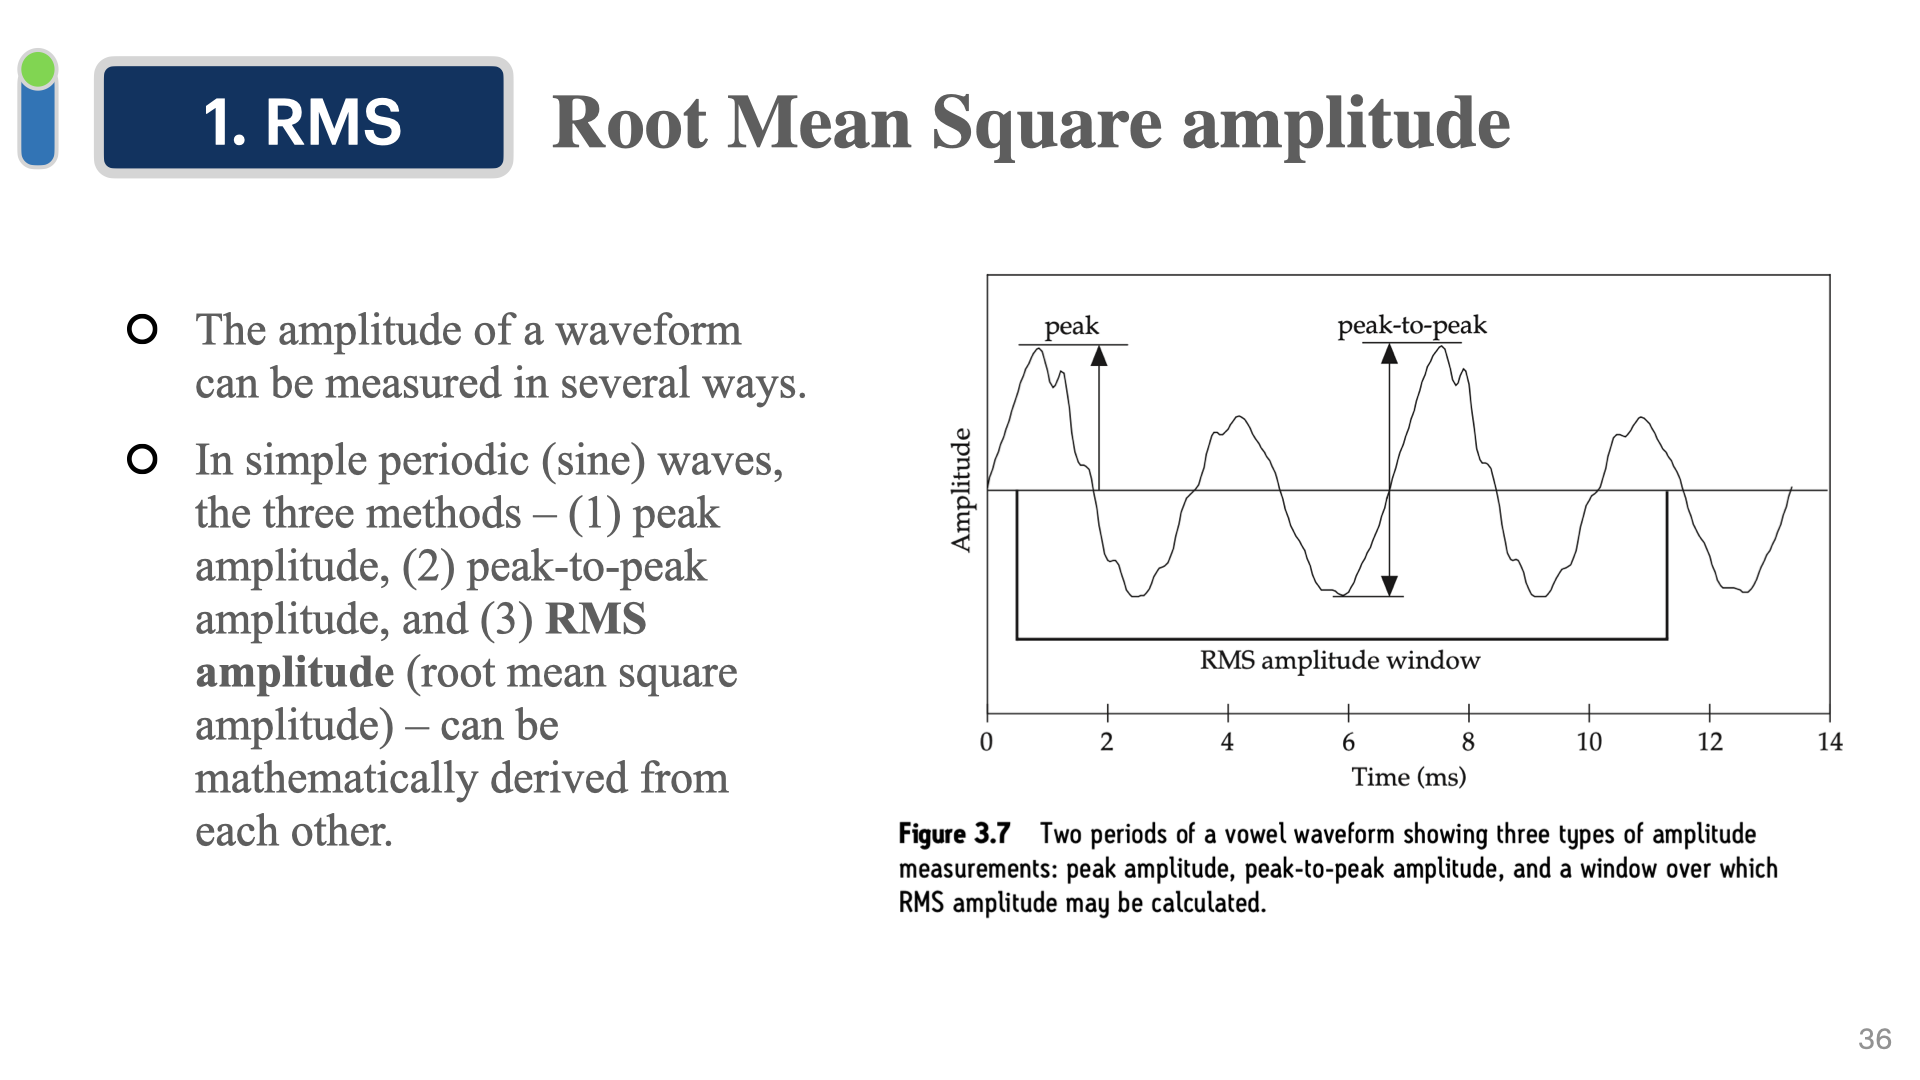 1. RMS
Root Mean Square amplitude
The amplitude of a waveform
can be measured in several ways.
In simple periodic (sine) waves,
the three methods – (1) peak
amplitude, (2) peak-to-peak
amplitude, and (3) RMS
amplitude (root mean square
amplitude) – can be
mathematically derived from
each other.
peak
peak-to-peak
Amplitude
RMS amplitude window
0 2 4 6 8 10 12 14
Time (ms)
Figure 3.7 Two periods of a vowel waveform showing three types of amplitude
measurements: peak amplitude, peak-to-peak amplitude, and a window over which
RMS amplitude may be calculated.
36